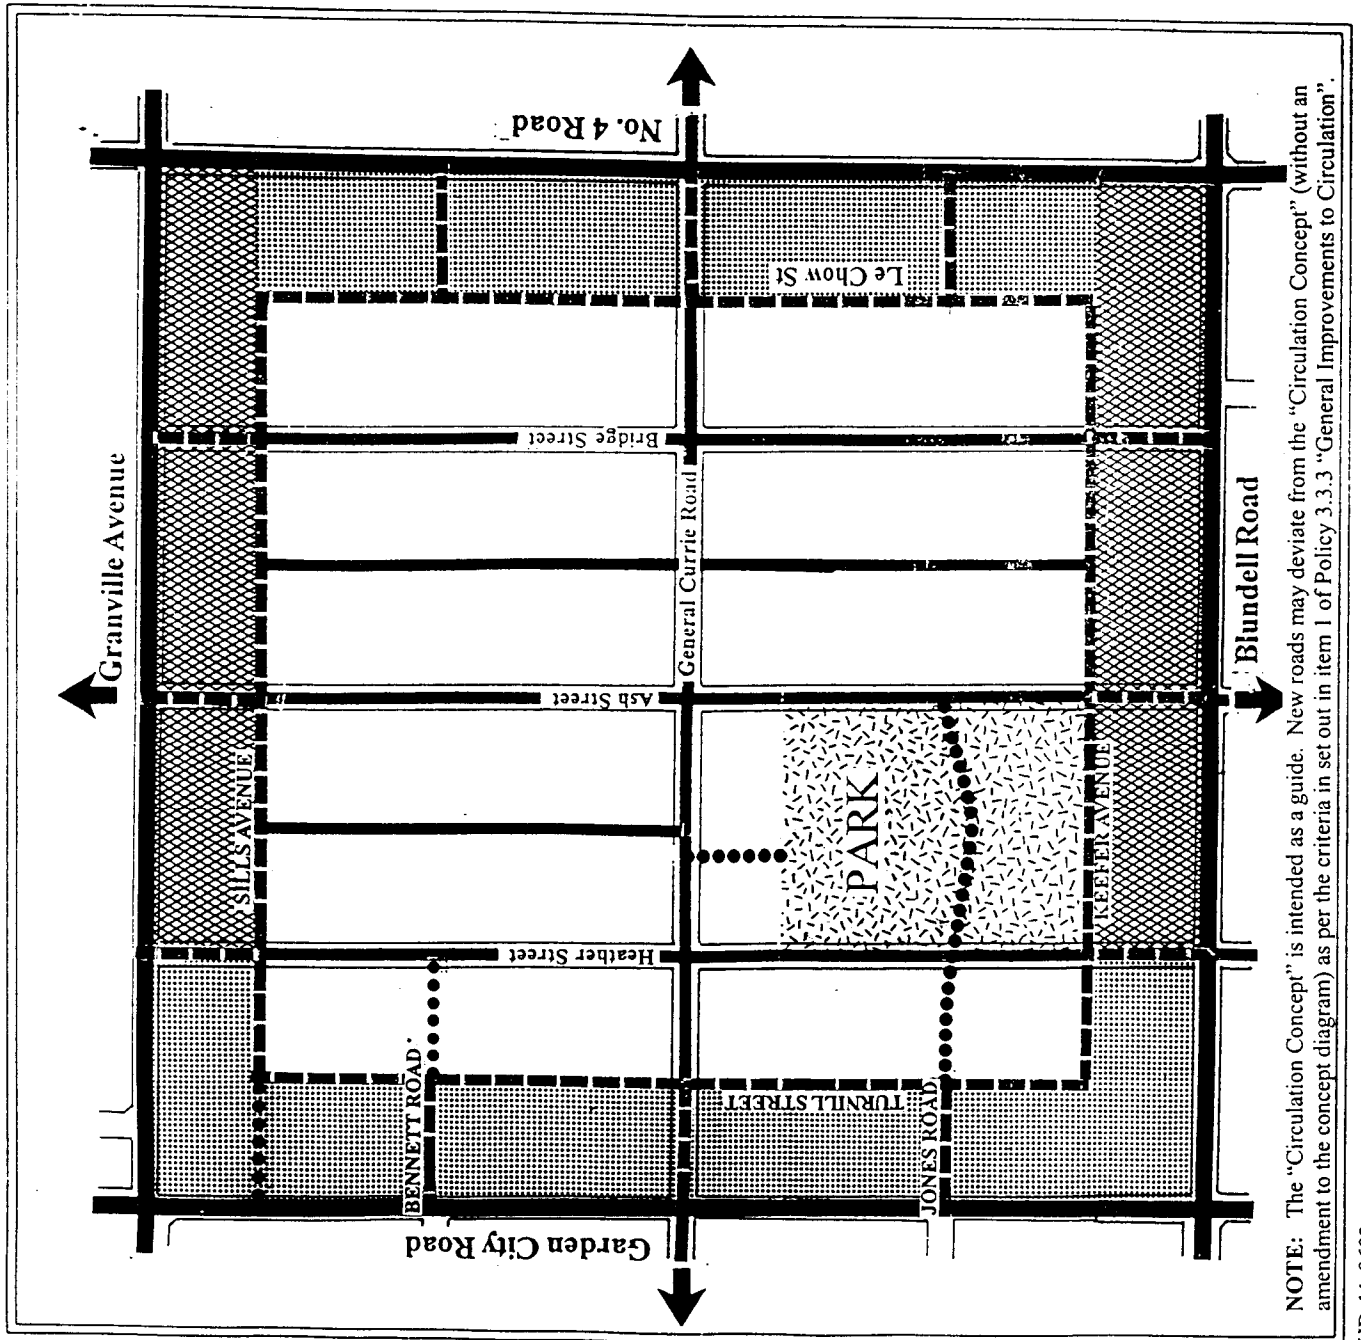 No. 4 Road
Granville Avenue
Le Chow St
Bridge Street
General Currie Road
Blundell Road
Ash Street
SILLS AVENUE
PARK
KEEFER AVENUE
Heather Street
BENNETT ROAD
TURNILL STREET
JONES ROAD
Garden City Road
NOTE: The "Circulation Concept" is intended as a guide. New roads may deviate from the "Circulation Concept" (without an
amendment to the concept diagram) as per the criteria in set out in item 1 of Policy 3.3.3 "General Improvements to Circulation".